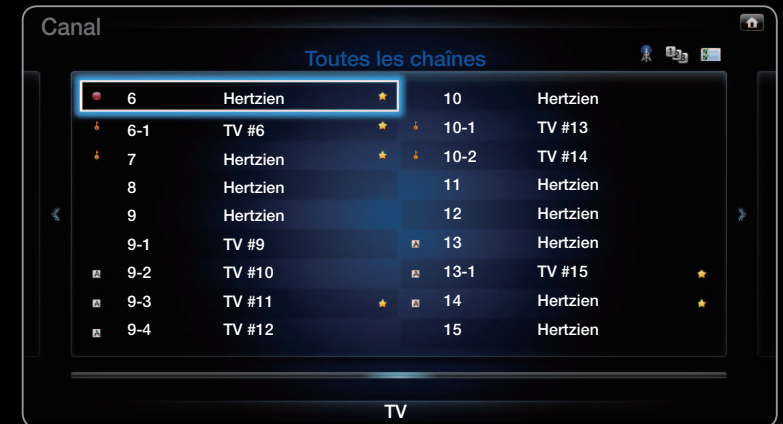 Canal
Toutes les chaînes
6 Hertzien
6-1 TV #6
7 Hertzien
8 Hertzien
9 Hertzien
9-1 TV #9
9-2 TV #10
9-3 TV #11
9-4 TV #12
10 Hertzien
10-1 TV #13
10-2 TV #14
11 Hertzien
12 Hertzien
13 Hertzien
13-1 TV #15
14 Hertzien
15 Hertzien
TV